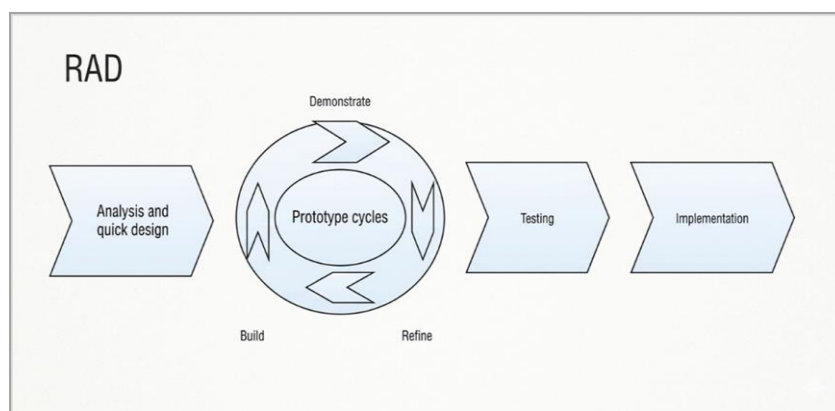 RAD
Demonstrate
Analysis and
quick design
Prototype cycles
Testing
Implementation
Build
Refine